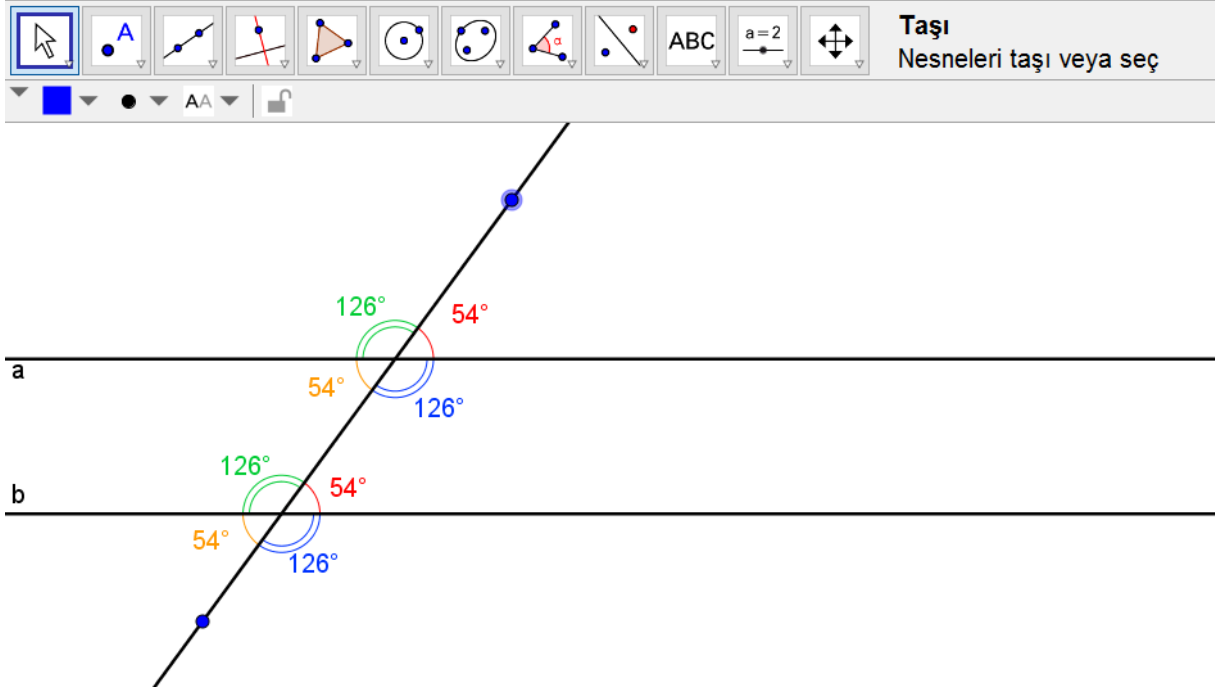 A
α
ABC
a=2
Taşı
Nesneleri taşı veya seç
AA
126°
54°
a
54°
126°
126°
54°
b
54°
126°